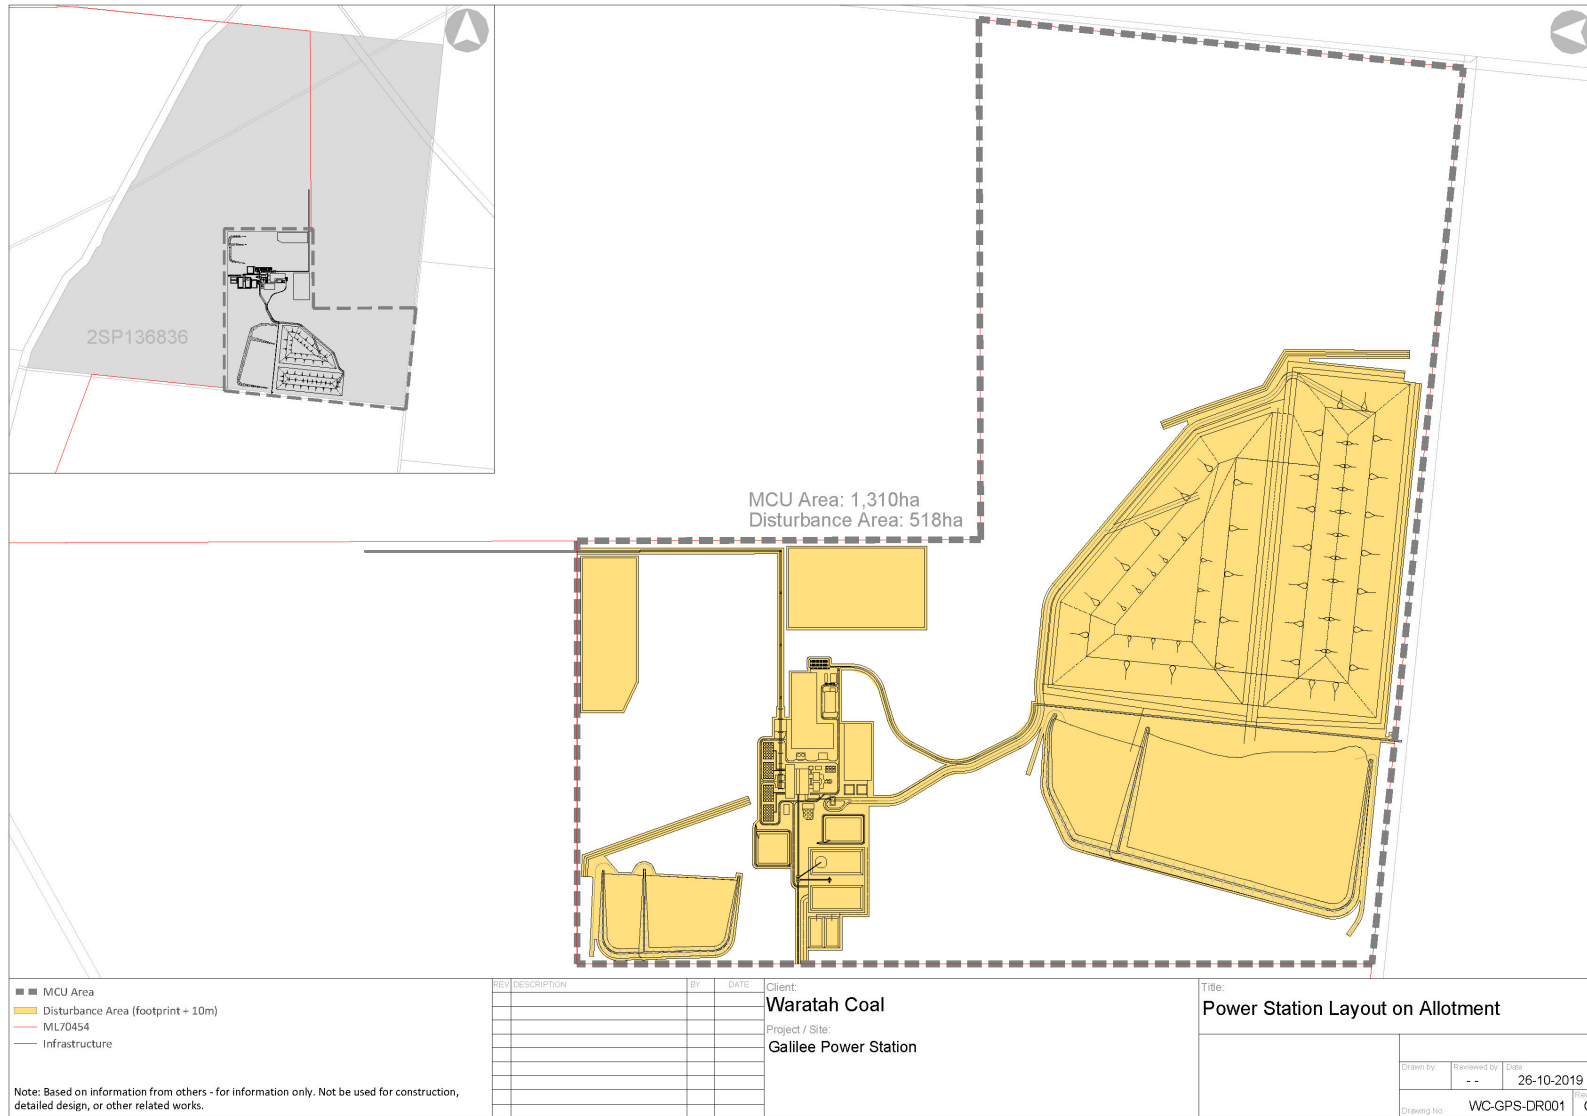 2SP136836
MCU Area: 1,310ha
Disturbance Area: 518ha
MCU Area
Disturbance Area (footprint + 10m)
ML70454
Infrastructure
Note: Based on information from others - for information only. Not be used for construction,
detailed design, or other related works.
REV DESCRIPTION BY DATE
Client:
Waratah Coal
Project / Site:
Galilee Power Station
Title:
Power Station Layout on Allotment
Drawn by Reviewed by Date:
- - 26-10-2019
Drawing No. WC-GPS-DR001